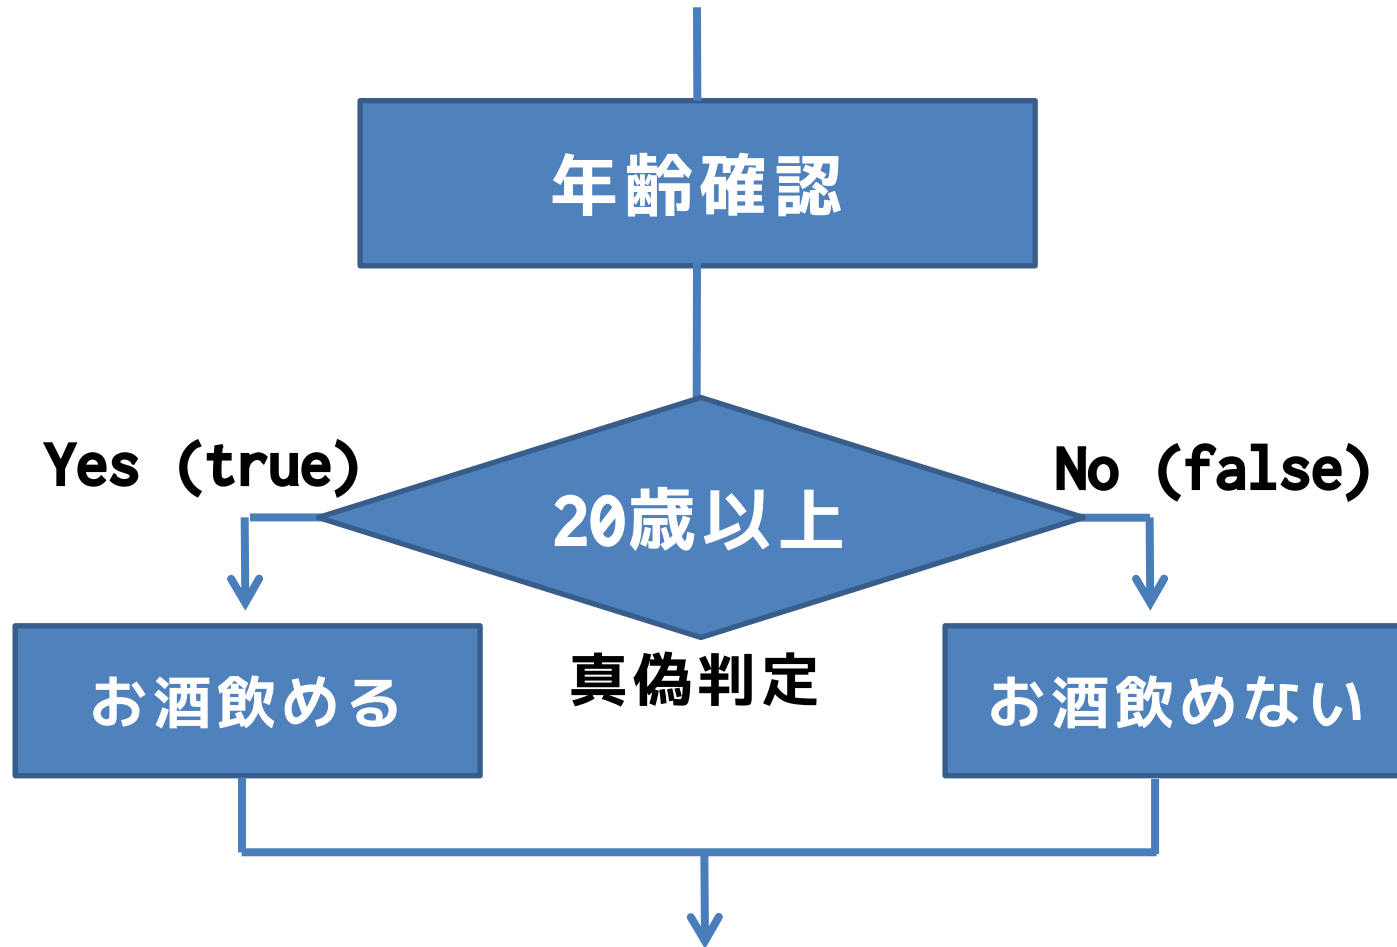 年齢確認
Yes (true)
No (false)
20歳以上
真偽判定
お酒飲める
お酒飲めない